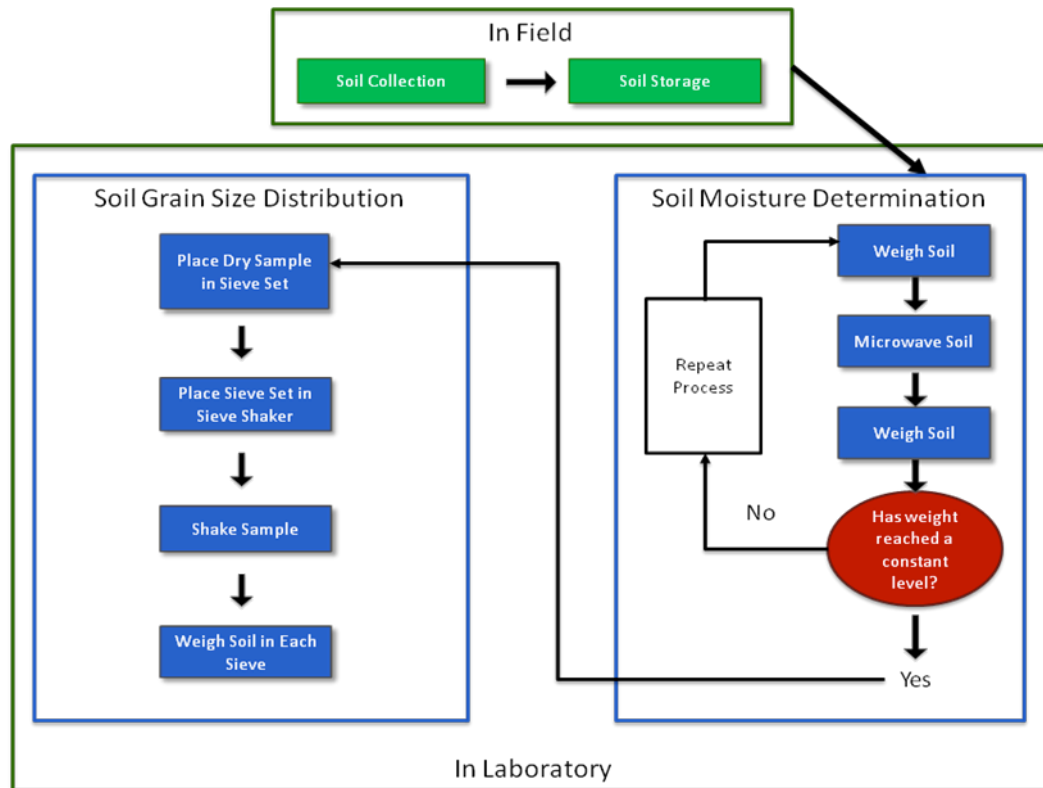 In Field
Soil Collection
Soil Storage
Soil Grain Size Distribution
Place Dry Sample
in Sieve Set
Place Sieve Set in
Sieve Shaker
Shake Sample
Weigh Soil in Each
Sieve
Soil Moisture Determination
Weigh Soil
Microwave Soil
Weigh Soil
Has weight
reached a
constant
level?
No
Repeat
Process
Yes
In Laboratory